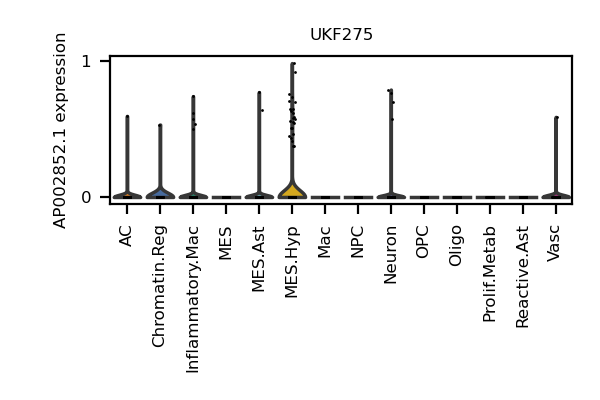 UKF275
AP002852.1 expression
1
0
AC
Chromatin.Reg
Inflammatory.Mac
MES
MES.Ast
MES.Hyp
Mac
NPC
Neuron
OPC
Oligo
Prolif.Metab
Reactive.Ast
Vasc